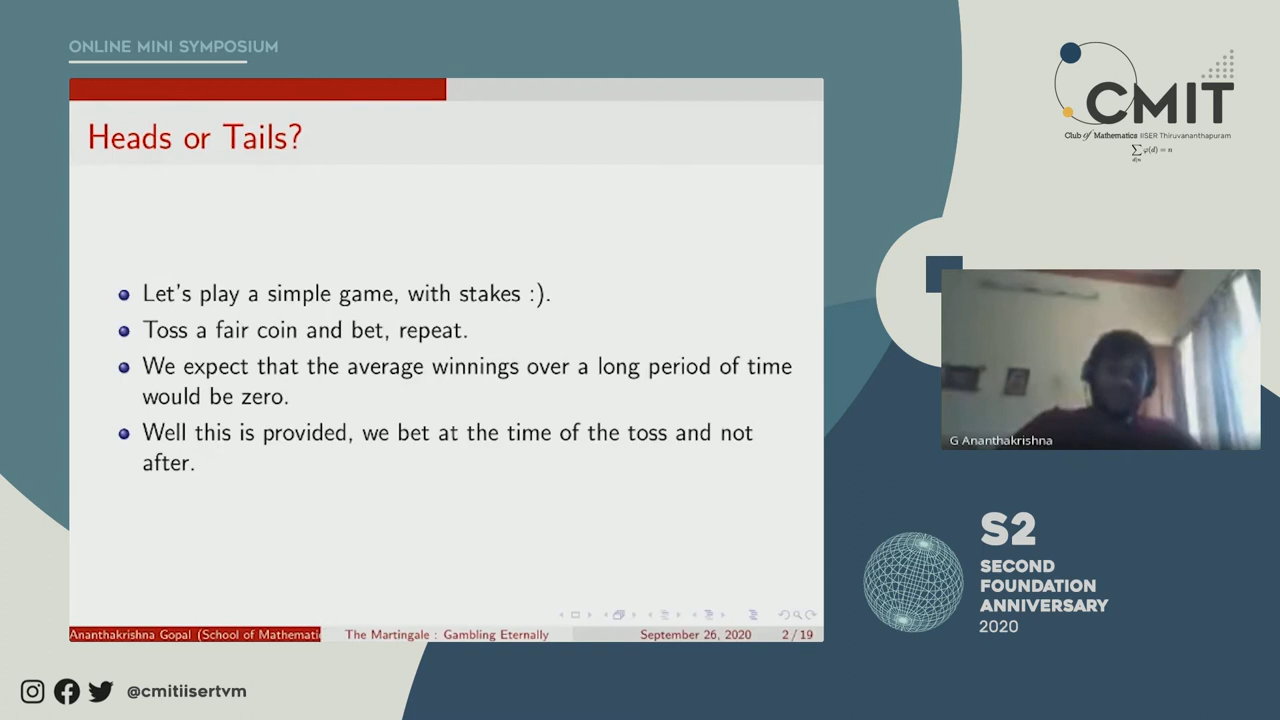 ONLINE MINI SYMPOSIUM
CMIT
Club of Mathematics IISER Thiruvananthapuram
∑ φ(d) = n
d|n
Heads or Tails?
Let's play a simple game, with stakes :).
Toss a fair coin and bet, repeat.
We expect that the average winnings over a long period of time
would be zero.
Well this is provided, we bet at the time of the toss and not
after.
G Ananthakrishna
S2
SECOND
FOUNDATION
ANNIVERSARY
2020
Ananthakrishna Gopal (School of Mathemati
The Martingale : Gambling Eternally
September 26, 2020
2 / 19
@cmitiisertvm